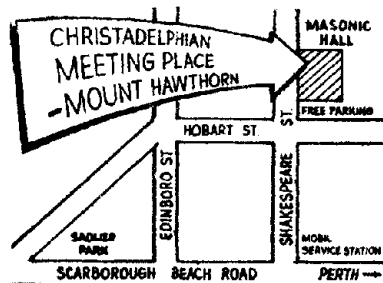 CHRISTADELPHIAN
MEETING PLACE
-MOUNT HAWTHORN
MASONIC
HALL
FREE PARKING
HOBART ST.
EDINBORO ST.
SHAKESPEARE ST.
SADLIER
PARK
MOBIL
SERVICE STATION
SCARBOROUGH BEACH ROAD PERTH